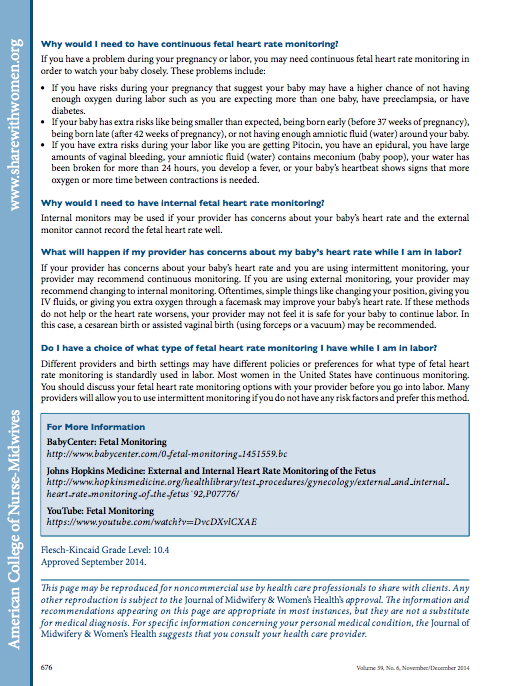 www.sharewithwomen.org
American College of Nurse-Midwives
Why would I need to have continuous fetal heart rate monitoring?
If you have a problem during your pregnancy or labor, you may need continuous fetal heart rate monitoring in
order to watch your baby closely. These problems include:
• If you have risks during your pregnancy that suggest your baby may have a higher chance of not having
enough oxygen during labor such as you are expecting more than one baby, have preeclampsia, or have
diabetes.
• If your baby has extra risks like being smaller than expected, being born early (before 37 weeks of pregnancy),
being born late (after 42 weeks of pregnancy), or not having enough amniotic fluid (water) around your baby.
• If you have extra risks during your labor like you are getting Pitocin, you have an epidural, you have large
amounts of vaginal bleeding, your amniotic fluid (water) contains meconium (baby poop), your water has
been broken for more than 24 hours, you develop a fever, or your baby's heartbeat shows signs that more
oxygen or more time between contractions is needed.
Why would I need to have internal fetal heart rate monitoring?
Internal monitors may be used if your provider has concerns about your baby's heart rate and the external
monitor cannot record the fetal heart rate well.
What will happen if my provider has concerns about my baby's heart rate while I am in labor?
If your provider has concerns about your baby's heart rate and you are using intermittent monitoring, your
provider may recommend continuous monitoring. If you are using external monitoring, your provider may
recommend changing to internal monitoring. Oftentimes, simple things like changing your position, giving you
IV fluids, or giving you extra oxygen through a facemask may improve your baby's heart rate. If these methods
do not help or the heart rate worsens, your provider may not feel it is safe for your baby to continue labor. In
this case, a cesarean birth or assisted vaginal birth (using forceps or a vacuum) may be recommended.
Do I have a choice of what type of fetal heart rate monitoring I have while I am in labor?
Different providers and birth settings may have different policies or preferences for what type of fetal heart
rate monitoring is standardly used in labor. Most women in the United States have continuous monitoring.
You should discuss your fetal heart rate monitoring options with your provider before you go into labor. Many
providers will allow you to use intermittent monitoring if you do not have any risk factors and prefer this method.
For More Information
BabyCenter: Fetal Monitoring
http://www.babycenter.com/0_fetal-monitoring_1451559.bc
Johns Hopkins Medicine: External and Internal Heart Rate Monitoring of the Fetus
http://www.hopkinsmedicine.org/healthlibrary/test_procedures/gynecology/external_and_internal_
heart_rate_monitoring_of_the_fetus˜92,P07776/
YouTube: Fetal Monitoring
https://www.youtube.com/watch?v=DvcDXvlCXAE
Flesch-Kincaid Grade Level: 10.4
Approved September 2014.
This page may be reproduced for noncommercial use by health care professionals to share with clients. Any
other reproduction is subject to the Journal of Midwifery & Women's Health's approval. The information and
recommendations appearing on this page are appropriate in most instances, but they are not a substitute
for medical diagnosis. For specific information concerning your personal medical condition, the Journal of
Midwifery & Women's Health suggests that you consult your health care provider.
676
Volume 59, No. 6, November/December 2014